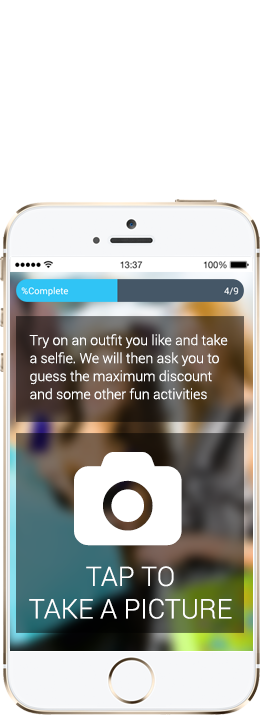 13:37 100%
%Complete 4/9
Try on an outfit you like and take
a selfie. We will then ask you to
guess the maximum discount
and some other fun activities
TAP TO
TAKE A PICTURE